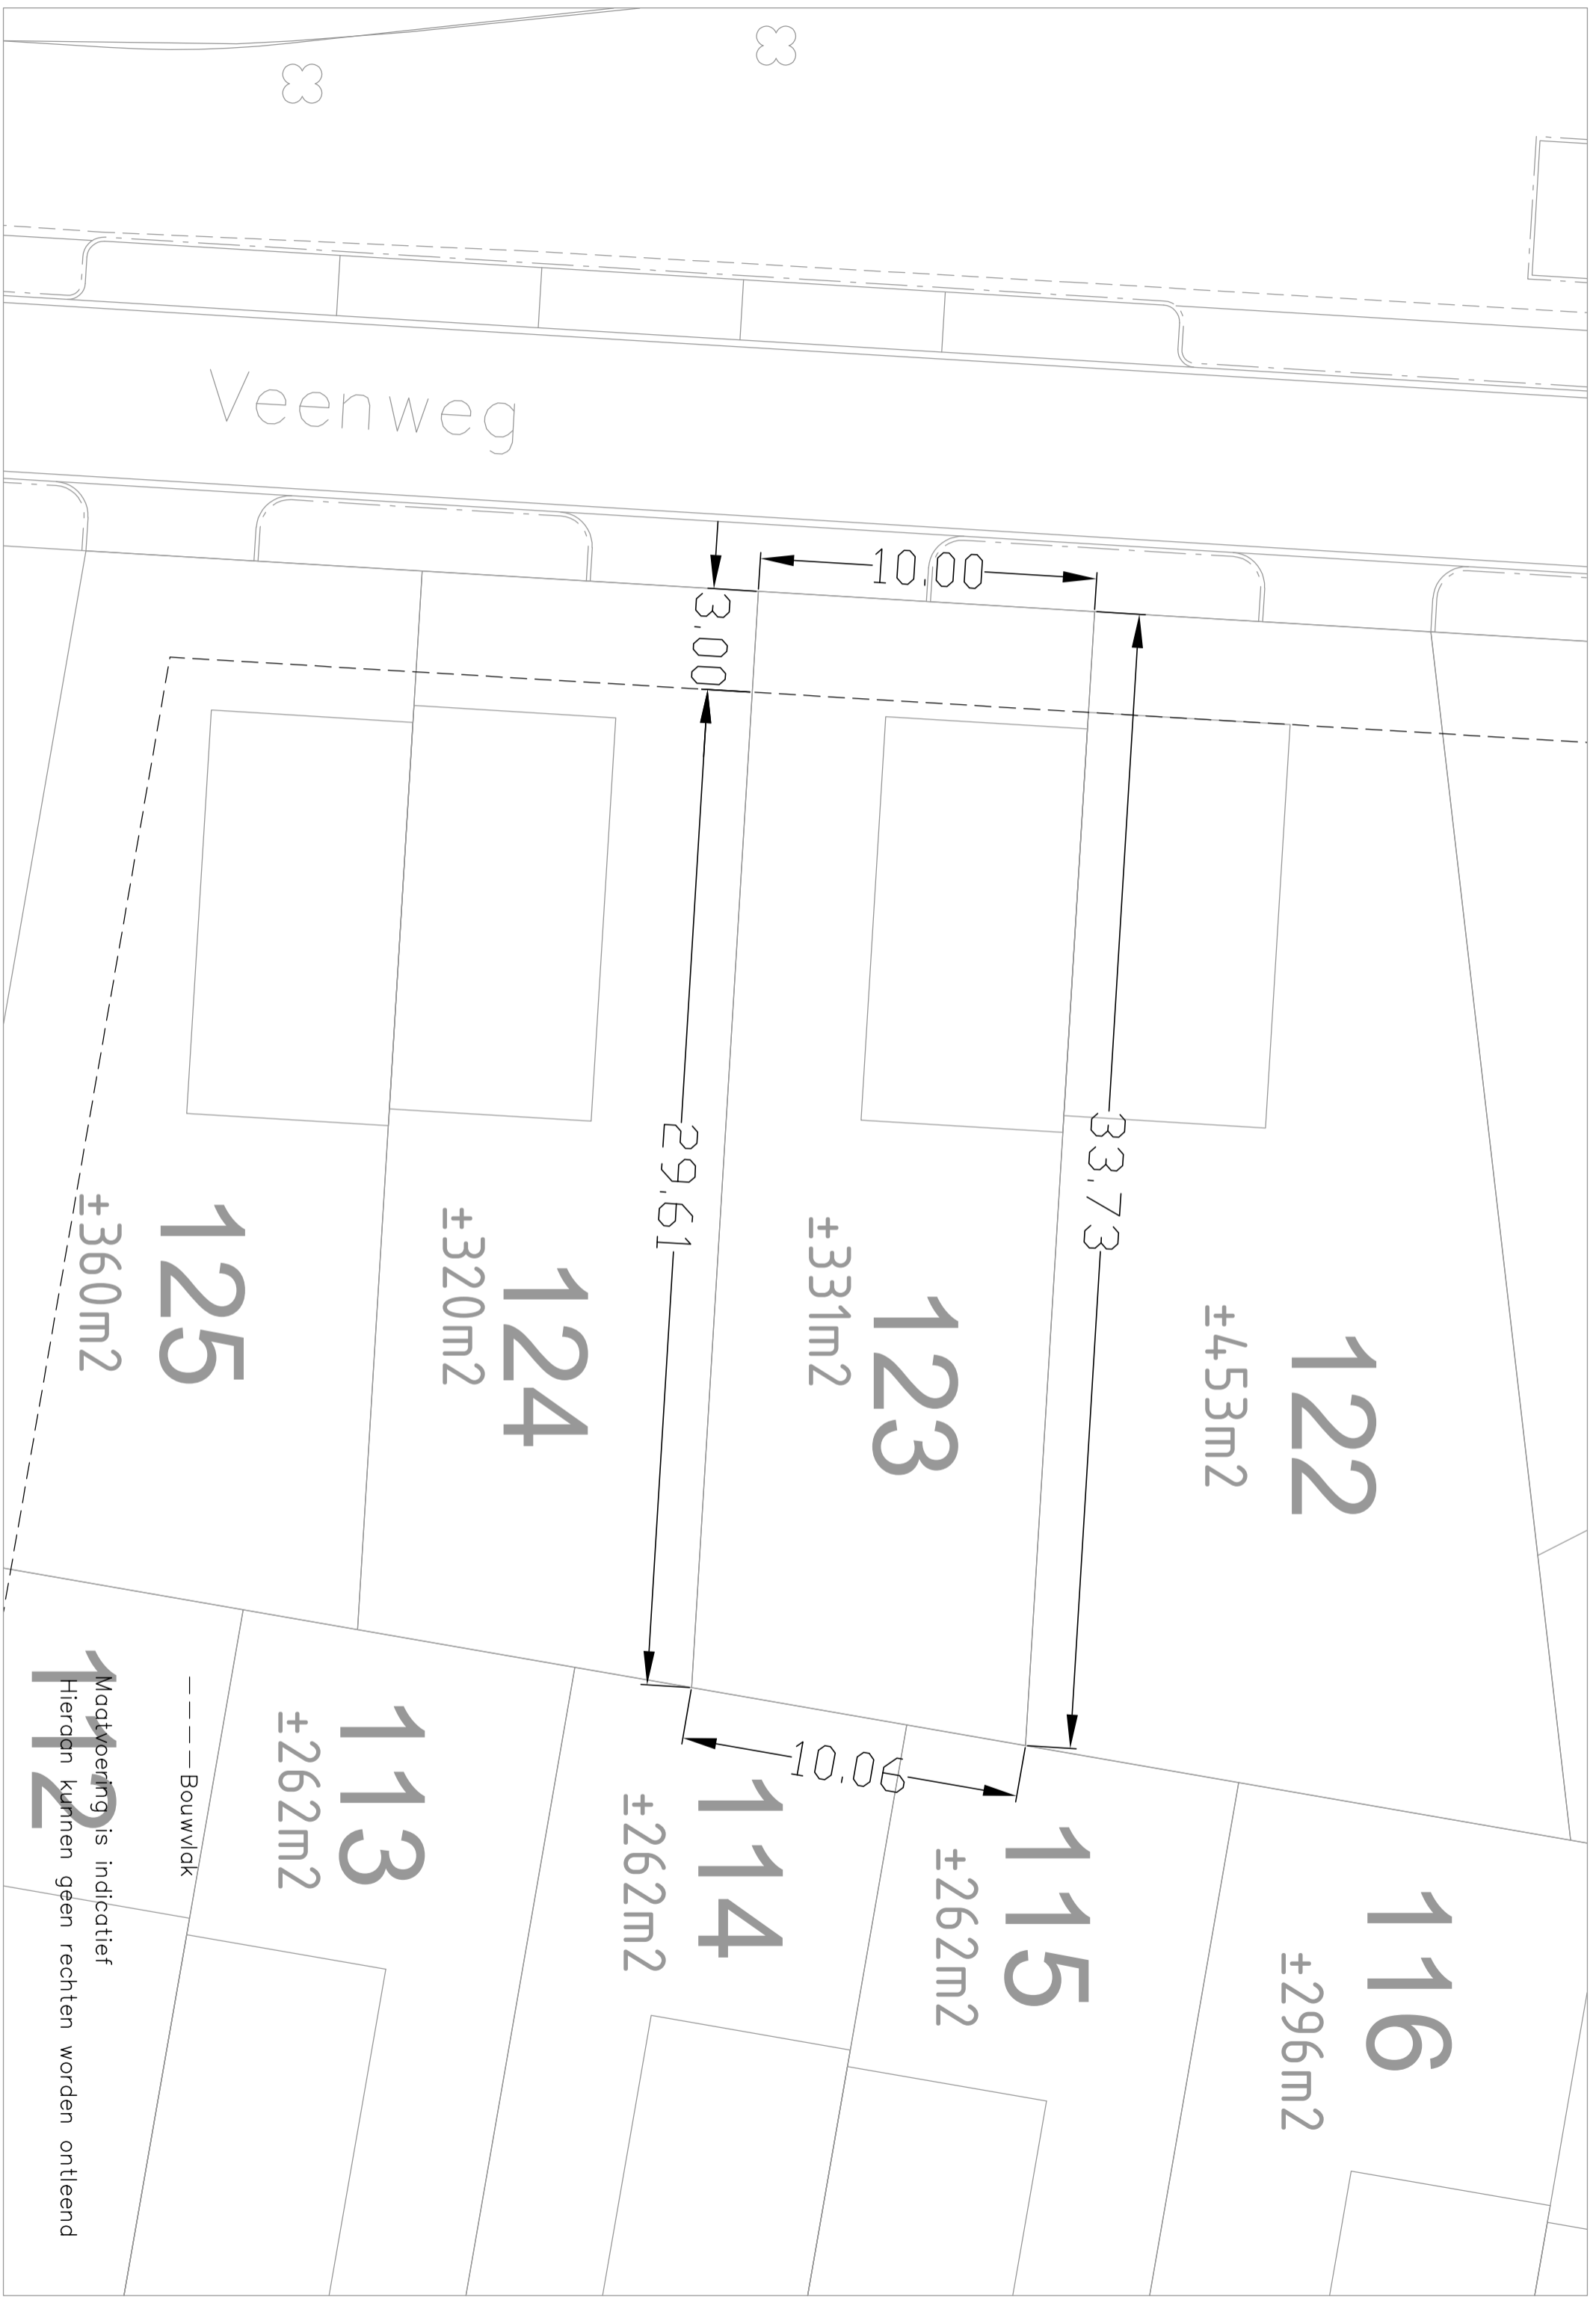 Veenweg
10,00
3.00
29.61
33,73
10,06
125
±360m2
124
±320m2
123
±331m2
122
±453m2
112
113
±262m2
114
±262m2
115
±262m2
116
±296m2
----Bouwvlak
Maatvoering is indicatief
Hieraan kunnen geen rechten worden ontleend